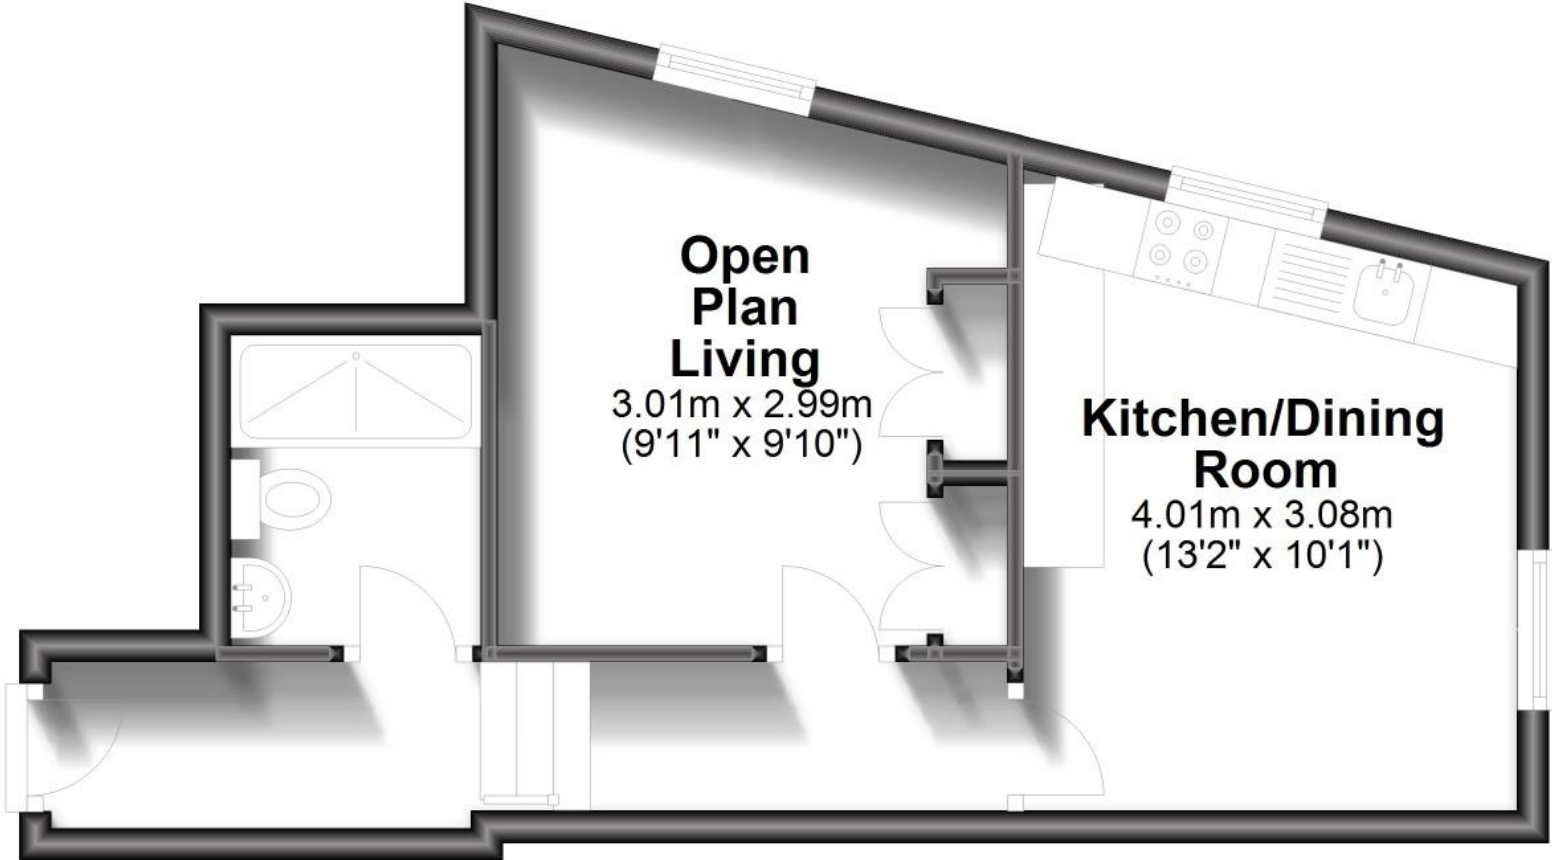 Open
Plan
Living
3.01m x 2.99m
(9'11" x 9'10")
Kitchen/Dining
Room
4.01m x 3.08m
(13'2" x 10'1")